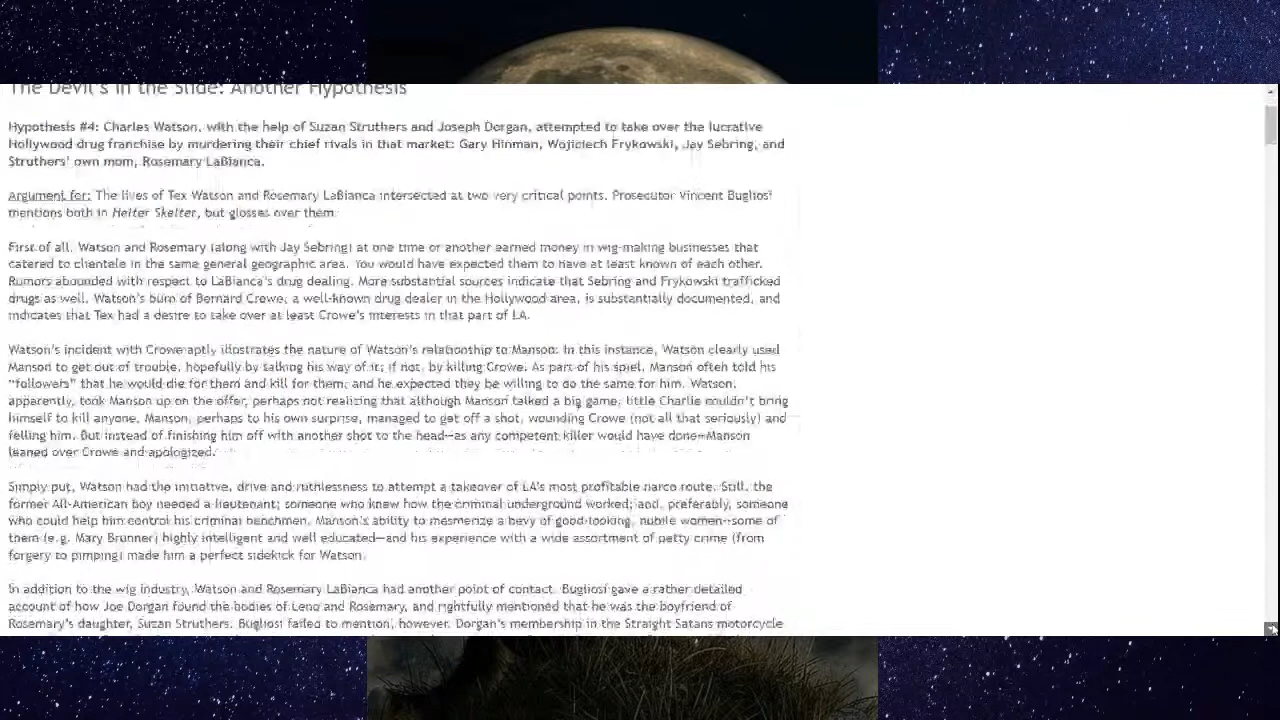 The Devil's in the Slide: Another Hypothesis
Hypothesis #4: Charles Watson, with the help of Suzan Struthers and Joseph Dorgan, attempted to take over the lucrative
Hollywood drug franchise by murdering their chief rivals in that market: Gary Hinman, Wojiciech Frykowski, Jay Sebring, and
Struthers' own mom, Rosemary LaBianca.
Argument for: The lives of Tex Watson and Rosemary LaBianca intersected at two very critical points. Prosecutor Vincent Bugliosi
mentions both in Helter Skelter, but glosses over them
First of all, Watson and Rosemary (along with Jay Sebring) at one time or another earned money in wig-making businesses that
catered to clientele in the same general geographic area. You would have expected them to have at least known of each other.
Rumors abounded with respect to LaBianca's drug dealing. More substantial sources indicate that Sebring and Frykowski trafficked
drugs as well. Watson's burn of Bernard Crowe, a well-known drug dealer in the Hollywood area, is substantially documented, and
indicates that Tex had a desire to take over at least Crowe's interests in that part of LA.
Watson's incident with Crowe aptly illustrates the nature of Watson's relationship to Manson. In this instance, Watson clearly used
Manson to get out of trouble, hopefully by talking his way of it; if not, by killing Crowe. As part of his spiel, Manson often told his
"followers" that he would die for them and kill for them, and he expected they be willing to do the same for him. Watson,
apparently, took Manson up on the offer, perhaps not realizing that although Manson talked a big game, little Charlie couldn't bring
himself to kill anyone. Manson, perhaps to his own surprise, managed to get off a shot, wounding Crowe (not all that seriously) and
felling him. But instead of finishing him off with another shot to the head—as any competent killer would have done—Manson
leaned over Crowe and apologized.
Simply put, Watson had the initiative, drive and ruthlessness to attempt a takeover of LA's most profitable narco route. Still, the
former All-American boy needed a lieutenant; someone who knew how the criminal underground worked; and, preferably, someone
who could help him control his criminal henchmen. Manson's ability to mesmerize a bevy of good-looking, nubile women—some of
them (e.g. Mary Brunner) highly intelligent and well educated—and his experience with a wide assortment of petty crime (from
forgery to pimping) made him a perfect sidekick for Watson.
In addition to the wig industry, Watson and Rosemary LaBianca had another point of contact. Bugliosi gave a rather detailed
account of how Joe Dorgan found the bodies of Leno and Rosemary, and rightfully mentioned that he was the boyfriend of
Rosemary's daughter, Suzan Struthers. Bugliosi failed to mention, however, Dorgan's membership in the Straight Satans motorcycle